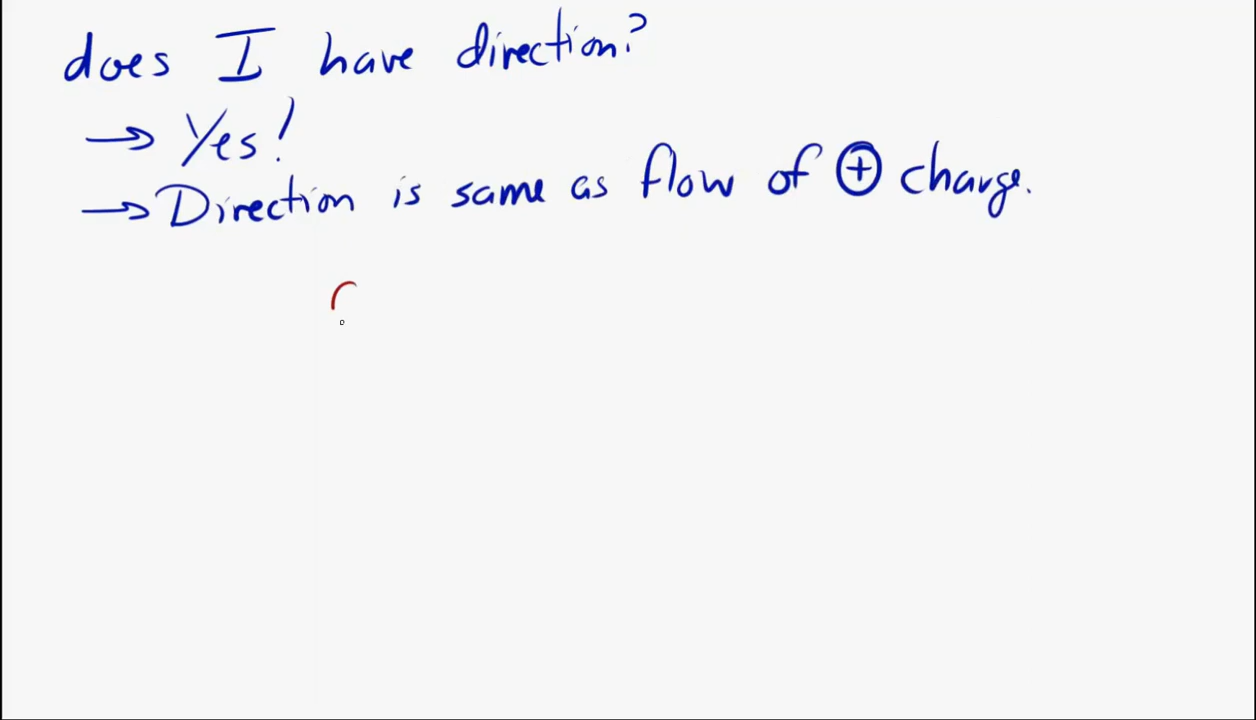 does I have direction?
→ Yes!
→ Direction is same as flow of ⊕ charge.